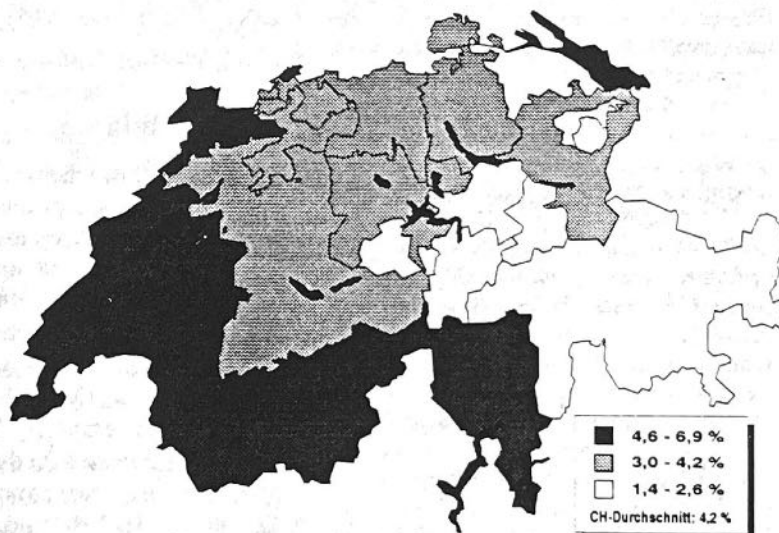 4,6 - 6,9 %
3,0 - 4,2 %
1,4 - 2,6 %
CH-Durchschnitt: 4,2 %